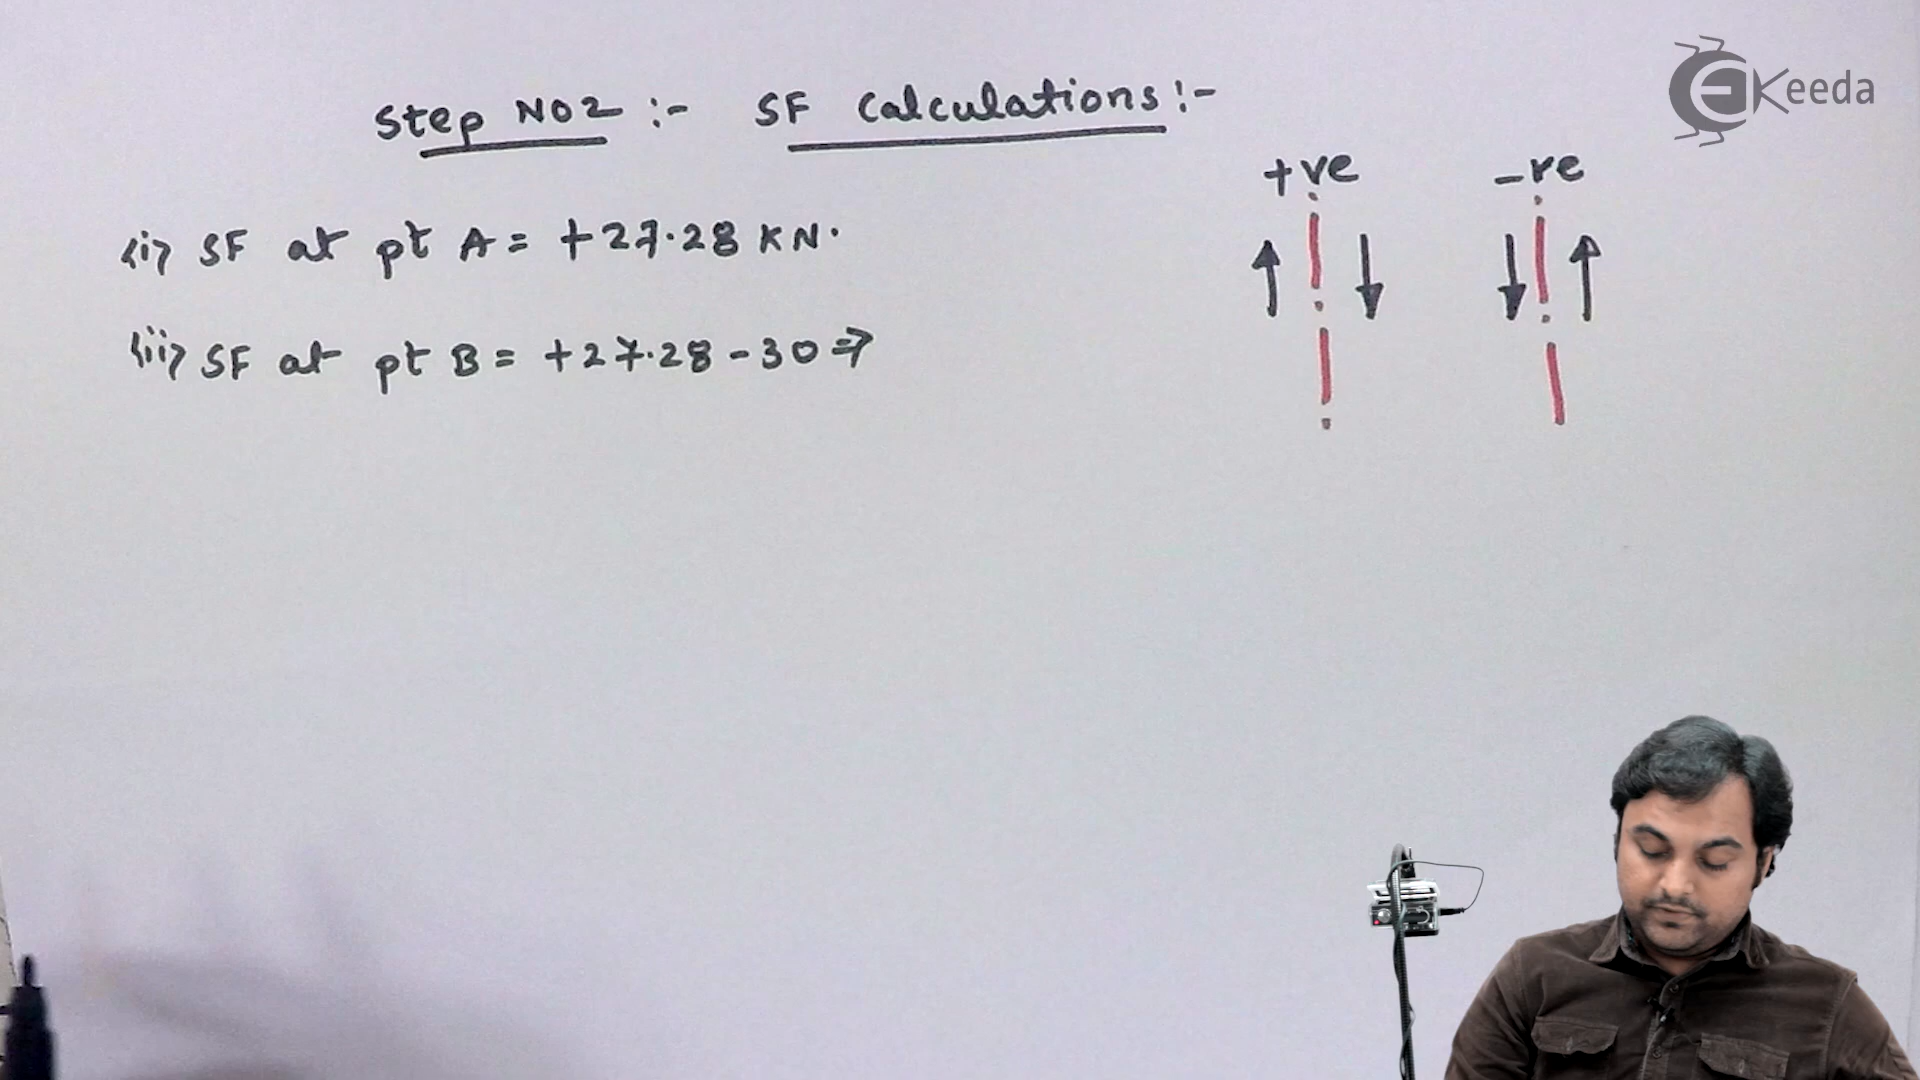 Step NO2 :- SF Calculations :-
EKeeda
+ve -ve
(i) SF at pt A = +27.28 KN.
(ii) SF at pt B = +27.28 - 30 ⇒